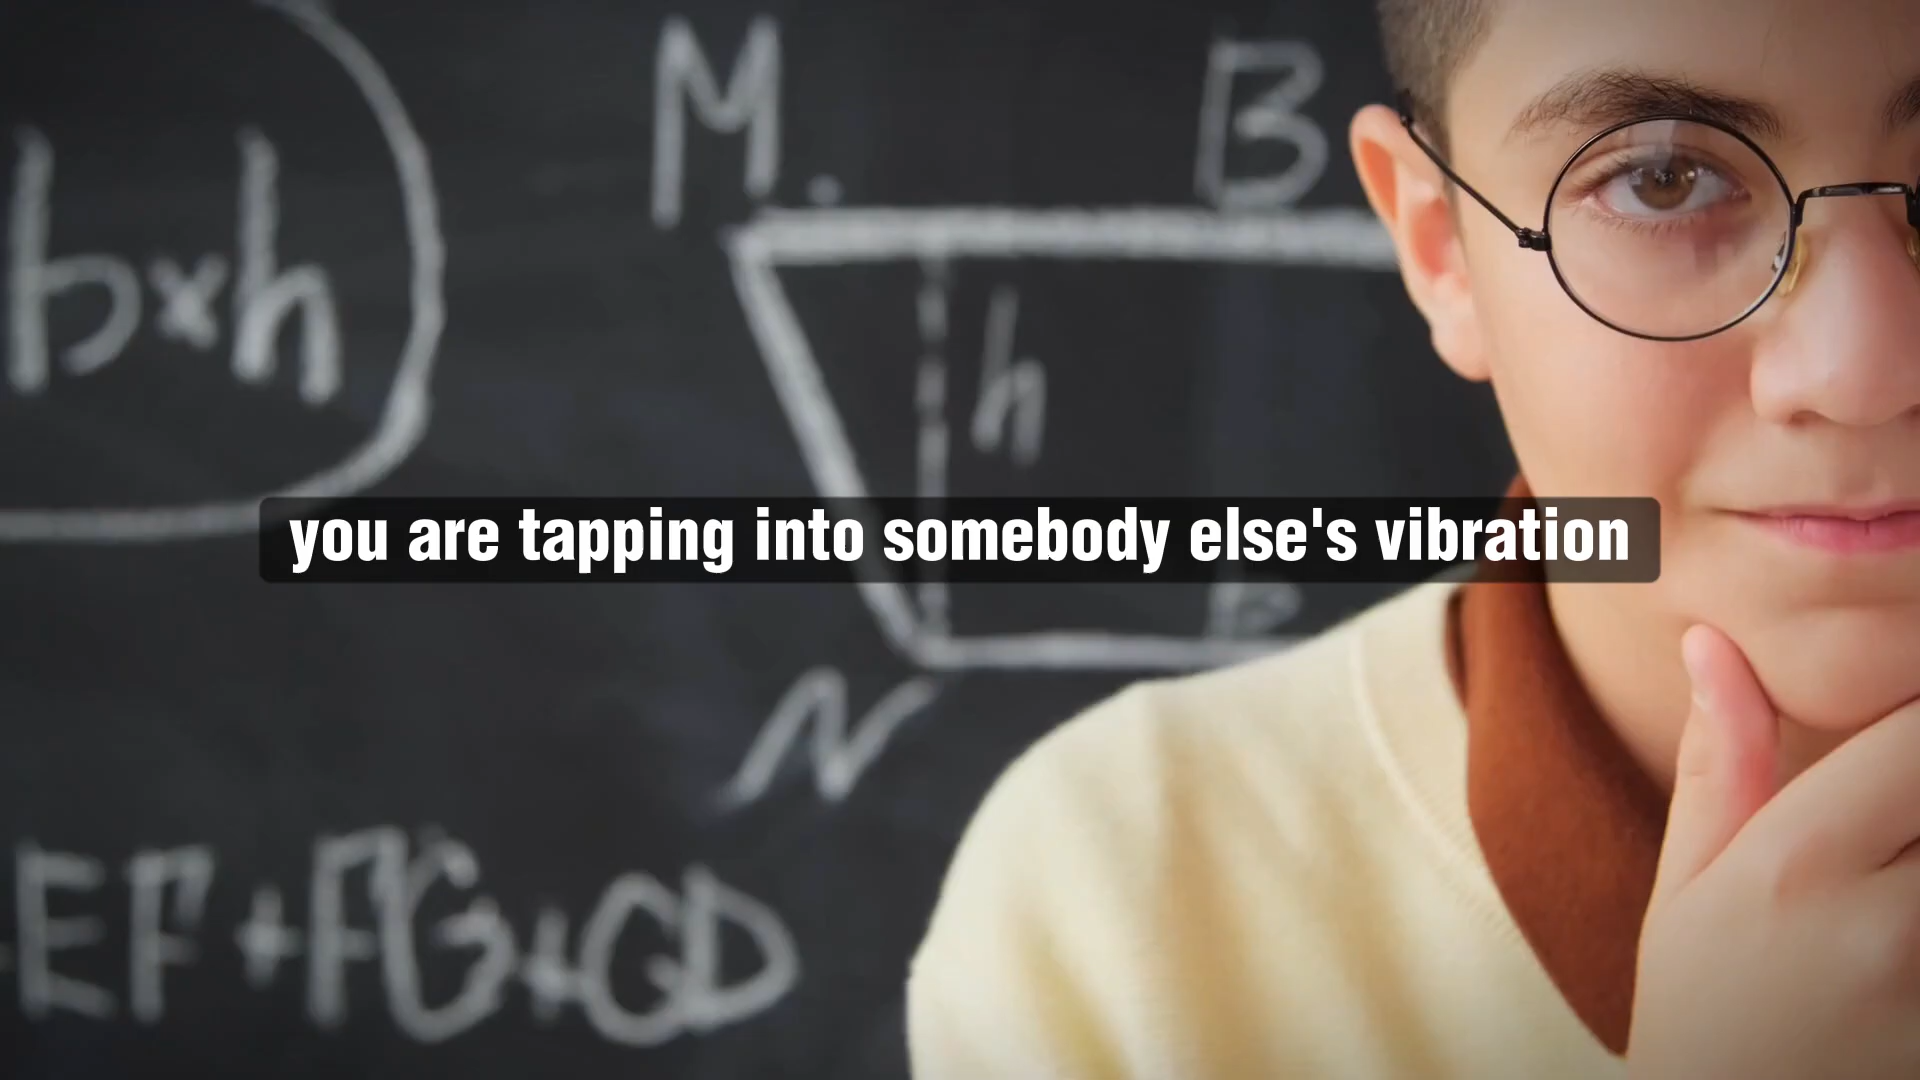 M. B
b×h
h
you are tapping into somebody else's vibration
N
EF+FG+GD